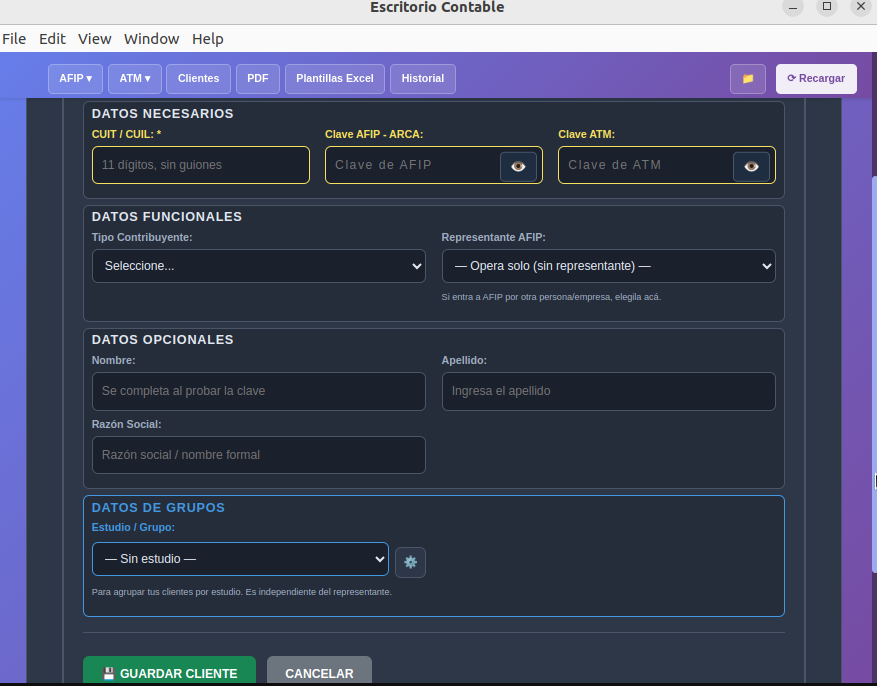 Escritorio Contable
File Edit View Window Help
AFIP ▾ ATM ▾ Clientes PDF Plantillas Excel Historial ⟳ Recargar
DATOS NECESARIOS
CUIT / CUIL: * Clave AFIP - ARCA: Clave ATM:
11 dígitos, sin guiones Clave de AFIP Clave de ATM
DATOS FUNCIONALES
Tipo Contribuyente: Representante AFIP:
Seleccione... — Opera solo (sin representante) —
Si entra a AFIP por otra persona/empresa, elegila acá.
DATOS OPCIONALES
Nombre: Apellido:
Se completa al probar la clave Ingresa el apellido
Razón Social:
Razón social / nombre formal
DATOS DE GRUPOS
Estudio / Grupo:
— Sin estudio —
Para agrupar tus clientes por estudio. Es independiente del representante.
GUARDAR CLIENTE CANCELAR